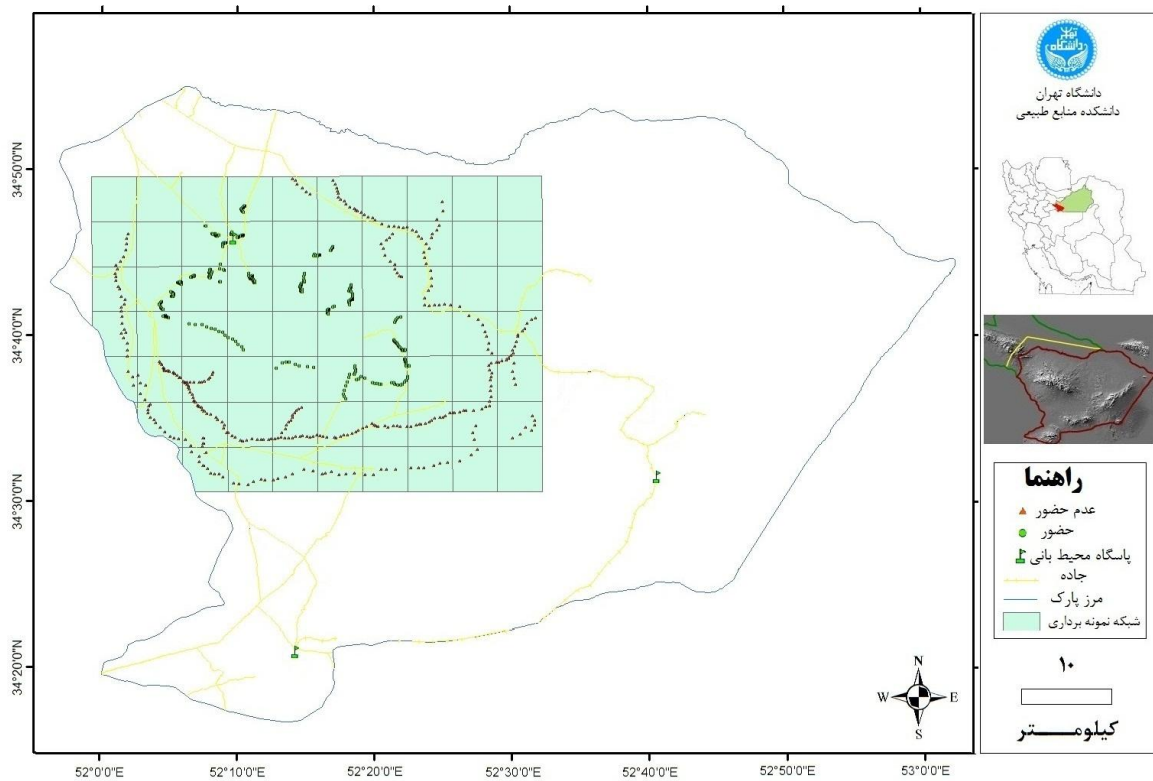 دانشگاه تهران
دانشکده منابع طبیعی
راهنما
عدم حضور
حضور
پاسگاه محیط بانی
جاده
مرز پارک
شبکه نمونه برداری
۱۰
کیلومتر
N
W E
S
34°50'0"N
34°40'0"N
34°30'0"N
34°20'0"N
52°0'0"E 52°10'0"E 52°20'0"E 52°30'0"E 52°40'0"E 52°50'0"E 53°0'0"E